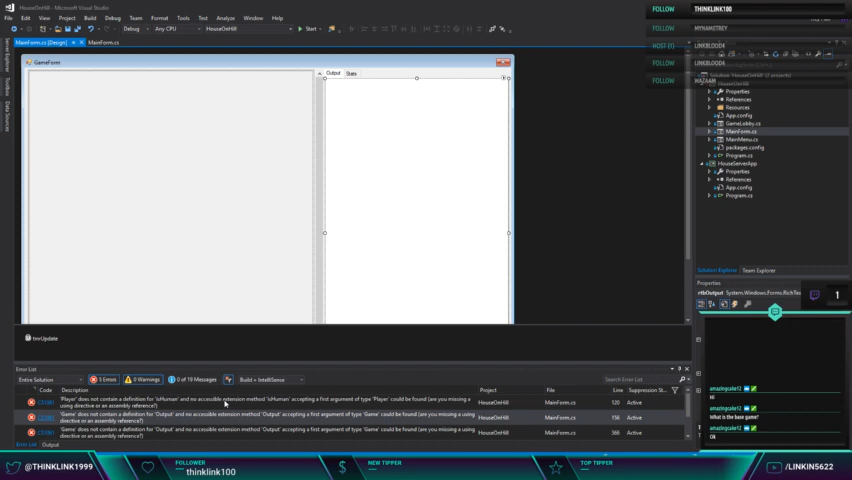 HouseOnHill - Microsoft Visual Studio
File Edit View Project Build Debug Team Format Tools Test Analyze Window Help
Debug Any CPU HouseOnHill Start
MainForm.cs [Design] MainForm.cs
Server Explorer
Toolbox
Data Sources
GameForm
Output State
tmrUpdate
FOLLOW THINKLINK100
FOLLOW MYNAMETREY
HOST (1) LINKBLOOD4
FOLLOW LINKBLOOD4
FOLLOW
Properties
References
Resources
App.config
GameLobby.cs
MainForm.cs
MainMenu.cs
packages.config
Program.cs
HouseServerApp
Properties
References
App.config
Program.cs
Solution Explorer Team Explorer
Properties
rtbOutput System.Windows.Forms.RichTex
1
Error List
Entire Solution 5 Errors 0 Warnings 0 of 19 Messages Build + IntelliSense Search Error List
Code Description Project File Line Suppression St...
'Player' does not contain a definition for 'isHuman' and no accessible extension method 'isHuman' accepting a first argument of type 'Player' could be found (are you missing a using directive or an assembly reference?) HouseOnHill MainForm.cs 120 Active
'Game' does not contain a definition for 'Output' and no accessible extension method 'Output' accepting a first argument of type 'Game' could be found (are you missing a using directive or an assembly reference?) HouseOnHill MainForm.cs 156 Active
'Game' does not contain a definition for 'Output' and no accessible extension method 'Output' accepting a first argument of type 'Game' could be found (are you missing a using directive or an assembly reference?) HouseOnHill MainForm.cs 366 Active
Error List Output
amazingcake12
Hi
amazingcake12
What is the base game?
amazingcake12
Ok
@THINKLINK1999
FOLLOWER
thinklink100
NEW TIPPER
TOP TIPPER
/LINKIN5622